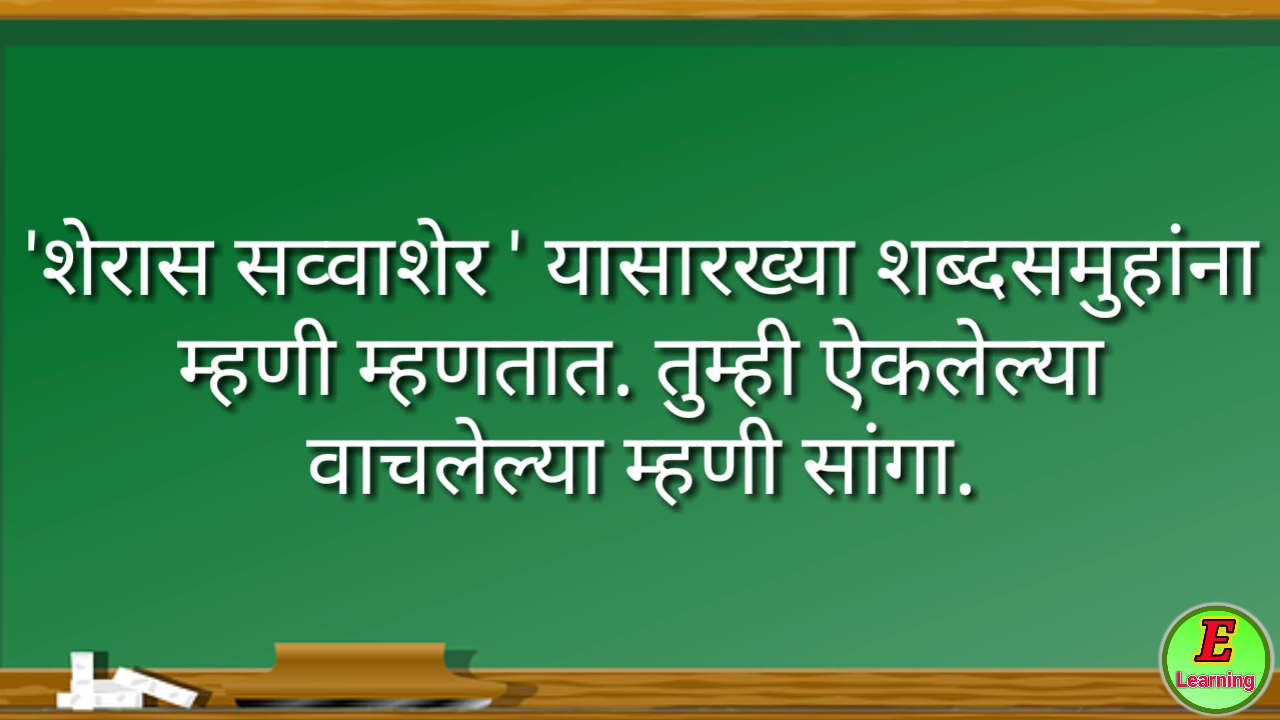 'शेरास सव्वाशेर ' यासारख्या शब्दसमुहांना
म्हणी म्हणतात. तुम्ही ऐकलेल्या
वाचलेल्या म्हणी सांगा.
E
Learning